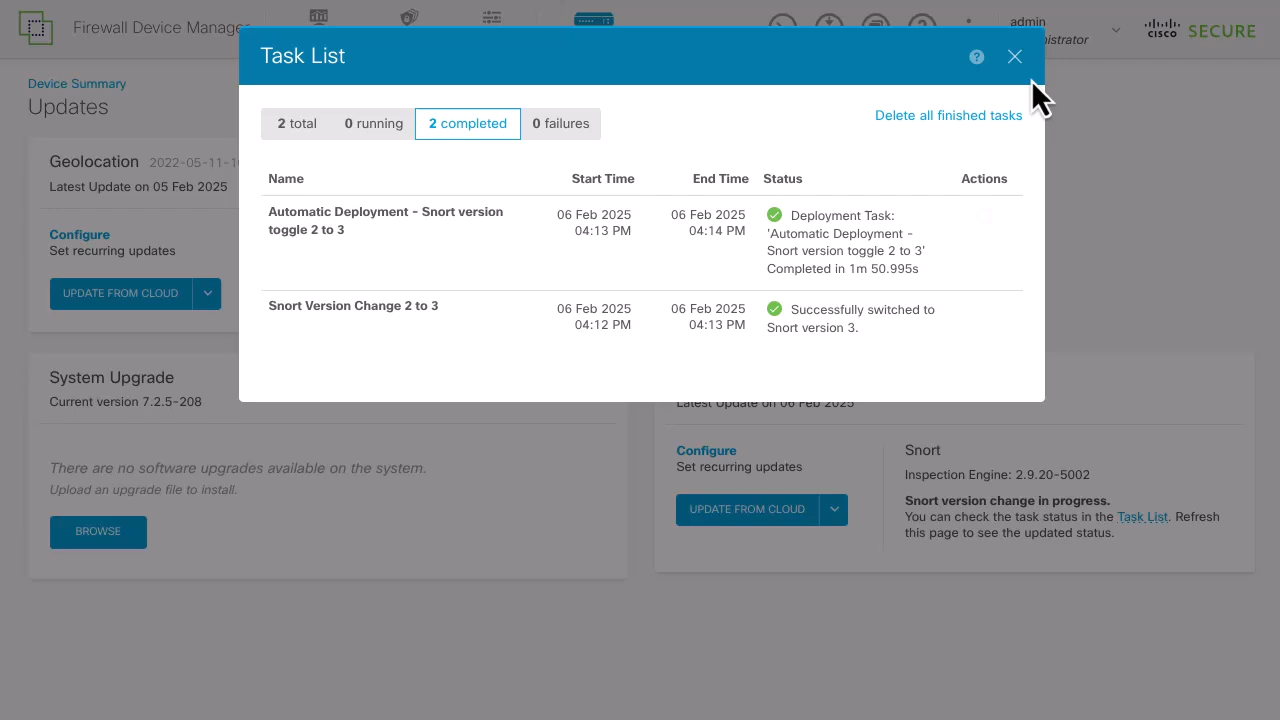 Firewall Device Manage
admin
CISCO SECURE
Task List
Device Summary
Updates
2 total 0 running 2 completed 0 failures
Delete all finished tasks
Geolocation 2022-05-11-1
Latest Update on 05 Feb 2025
Name Start Time End Time Status Actions
Automatic Deployment - Snort version toggle 2 to 3
06 Feb 2025
04:13 PM
06 Feb 2025
04:14 PM
Deployment Task:
'Automatic Deployment -
Snort version toggle 2 to 3'
Completed in 1m 50.995s
Configure
Set recurring updates
UPDATE FROM CLOUD
Snort Version Change 2 to 3
06 Feb 2025
04:12 PM
06 Feb 2025
04:13 PM
Successfully switched to
Snort version 3.
System Upgrade
Current version 7.2.5-208
There are no software upgrades available on the system.
Upload an upgrade file to install.
BROWSE
Latest Update on 06 Feb 2025
Configure
Set recurring updates
UPDATE FROM CLOUD
Snort
Inspection Engine: 2.9.20-5002
Snort version change in progress.
You can check the task status in the Task List. Refresh
this page to see the updated status.